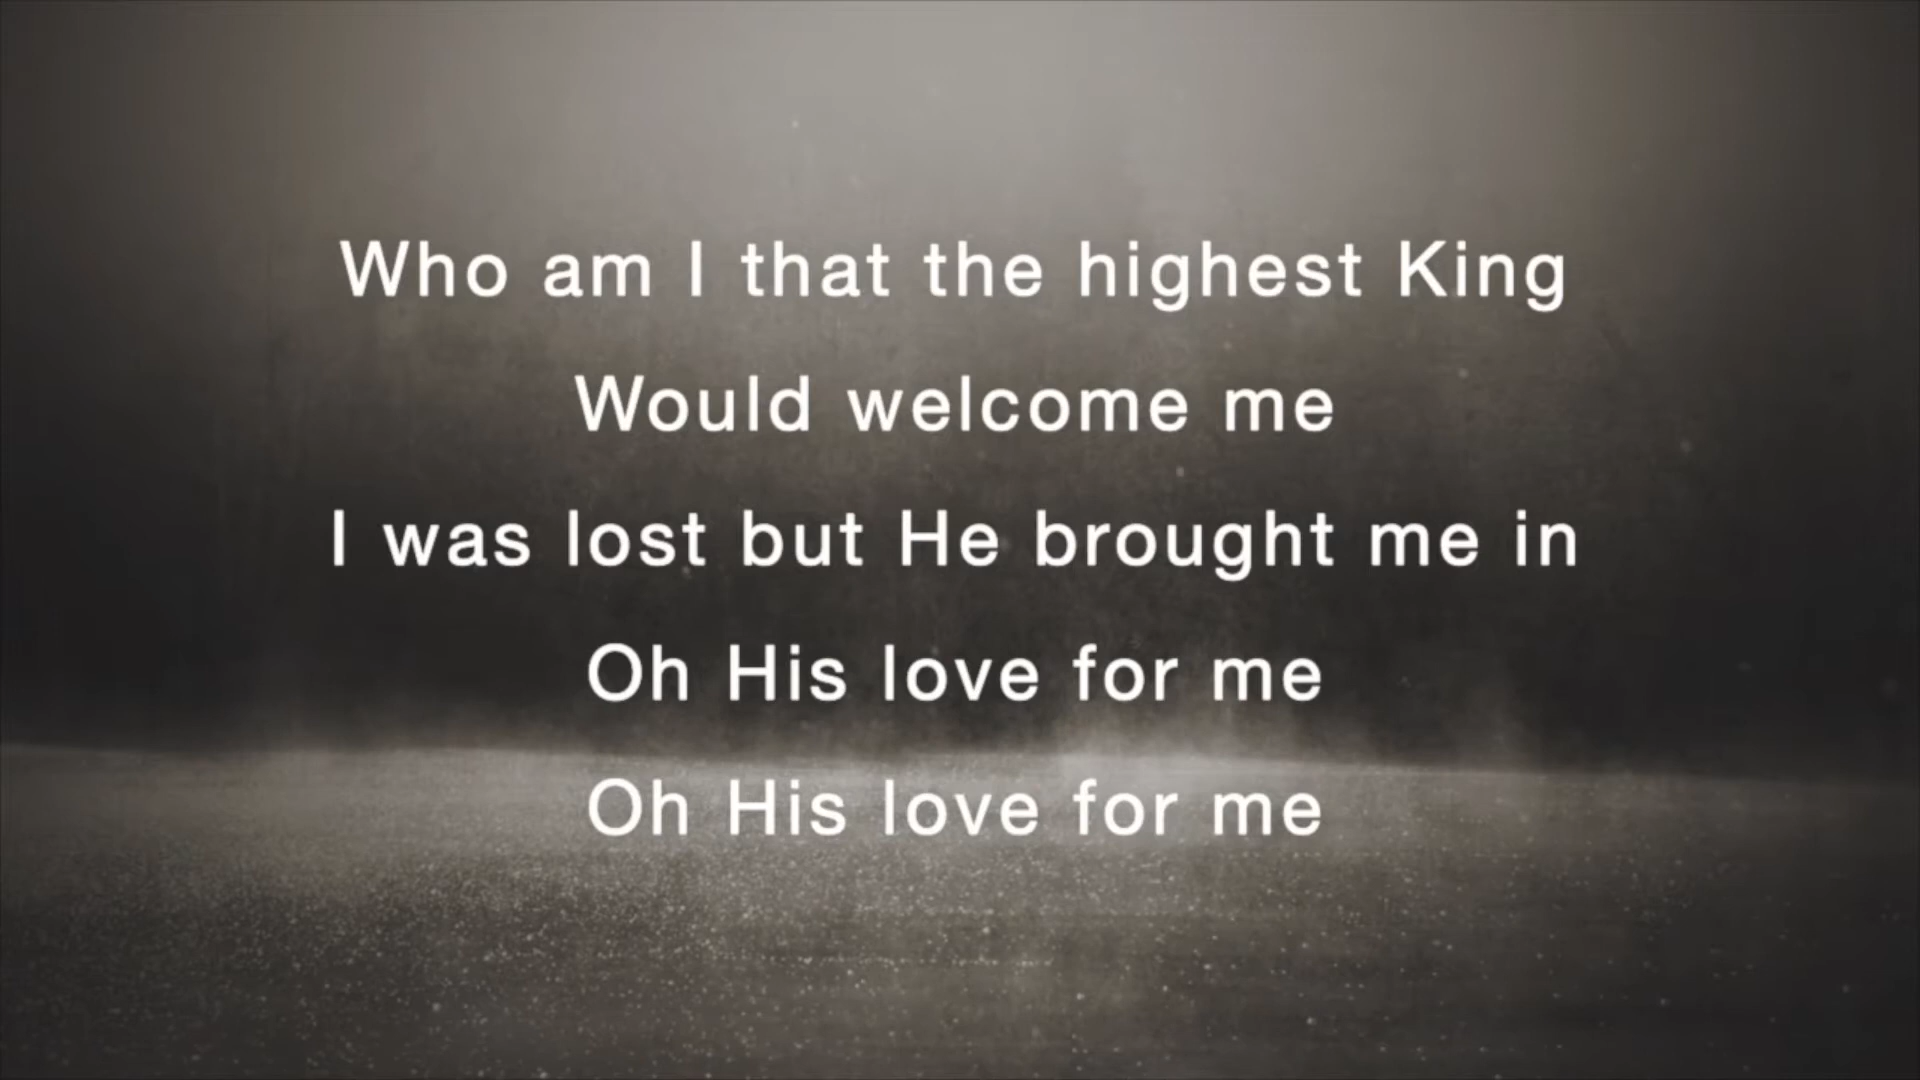 Who am I that the highest King
Would welcome me
I was lost but He brought me in
Oh His love for me
Oh His love for me